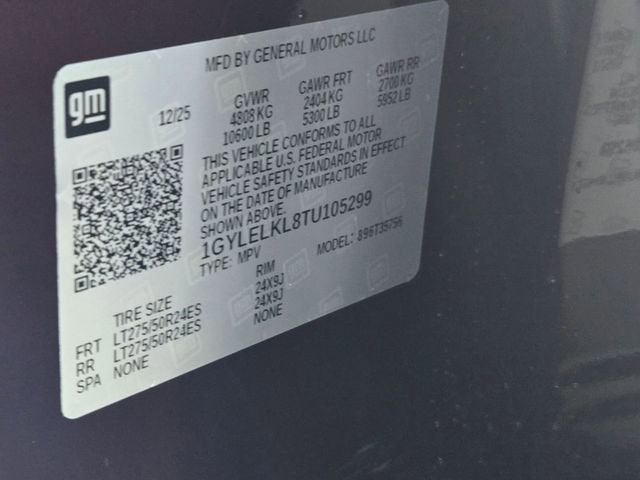 MFD BY GENERAL MOTORS LLC
gm
12/25
GVWR GAWR FRT GAWR RR
4808 KG 2404 KG 2700 KG
10600 LB 5300 LB 5952 LB
THIS VEHICLE CONFORMS TO ALL
APPLICABLE U.S. FEDERAL MOTOR
VEHICLE SAFETY STANDARDS IN EFFECT
ON THE DATE OF MANUFACTURE
SHOWN ABOVE.
1GYLELKL8TU105299
TYPE: MPV MODEL: 896T35756
TIRE SIZE RIM
FRT LT275/50R24ES 24X9J
RR LT275/50R24ES 24X9J
SPA NONE NONE